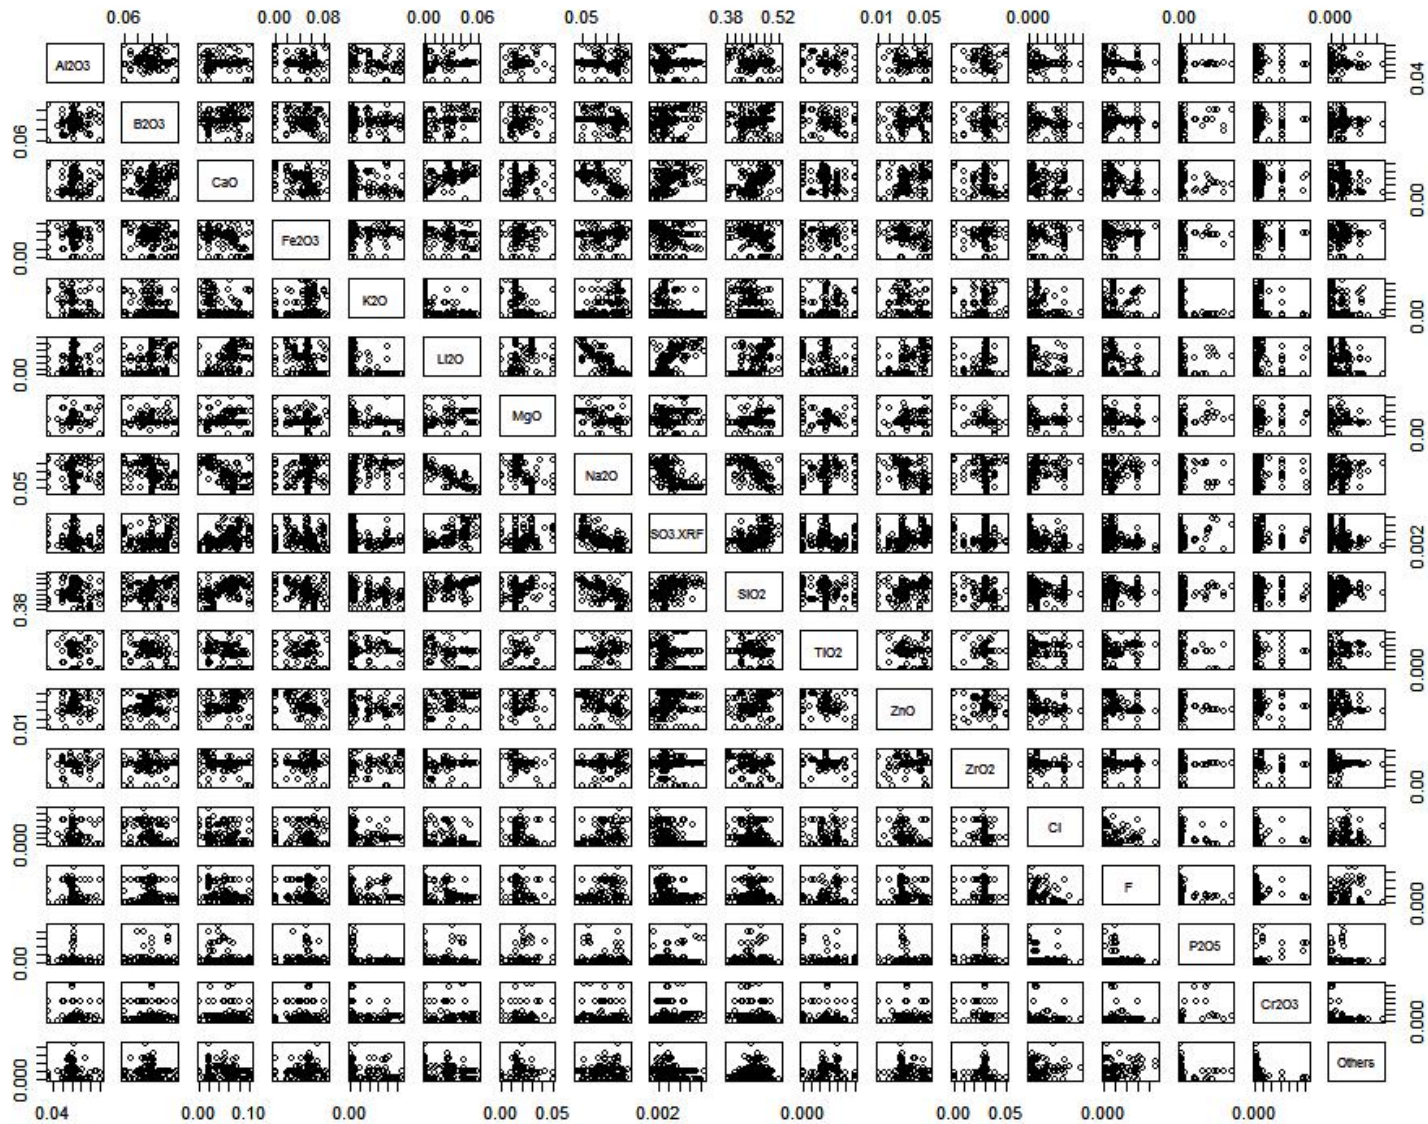 0.06 0.00 0.08 0.00 0.06 0.05 0.38 0.52 0.01 0.05 0.000 0.00 0.000
Al2O3 0.04
0.06 B2O3
CaO 0.00
0.00 Fe2O3
K2O 0.00
0.00 LI2O
MgO 0.00
0.05 Na2O
SO3.XRF 0.002
0.38 SIO2
TIO2 0.000
0.01 ZnO
ZrO2 0.00
0.000 Cl
F 0.000
0.00 P2O5
Cr2O3 0.000
0.000 Others
0.04 0.00 0.10 0.00 0.00 0.05 0.002 0.000 0.00 0.05 0.000 0.000